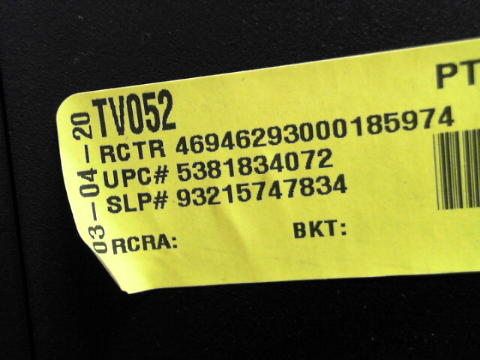 PT
03-04-20
TV052
RCTR 46946293000185974
UPC# 5381834072
SLP# 93215747834
RCRA: BKT: